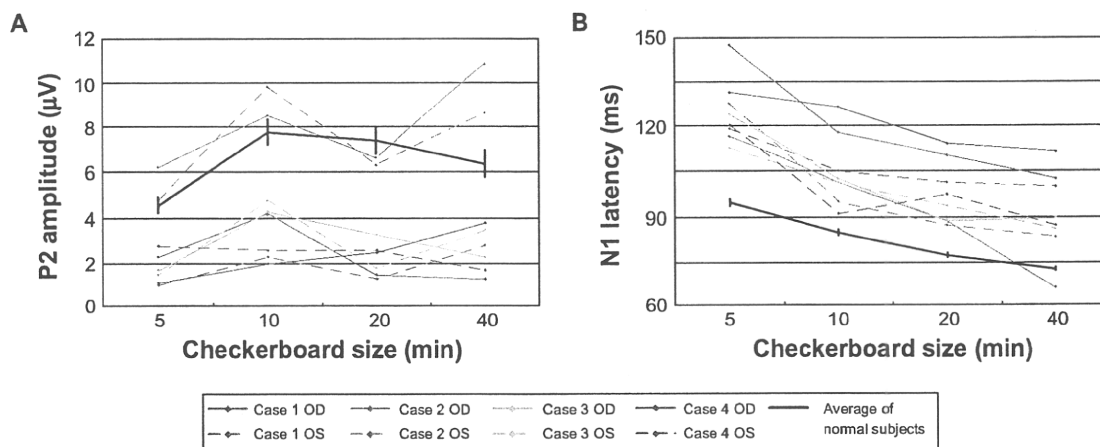 A
P2 amplitude (μV)
12
10
8
6
4
2
0
5 10 20 40
Checkerboard size (min)
B
N1 latency (ms)
150
120
90
60
5 10 20 40
Checkerboard size (min)
Case 1 OD Case 2 OD Case 3 OD Case 4 OD Average of
Case 1 OS Case 2 OS Case 3 OS Case 4 OS normal subjects